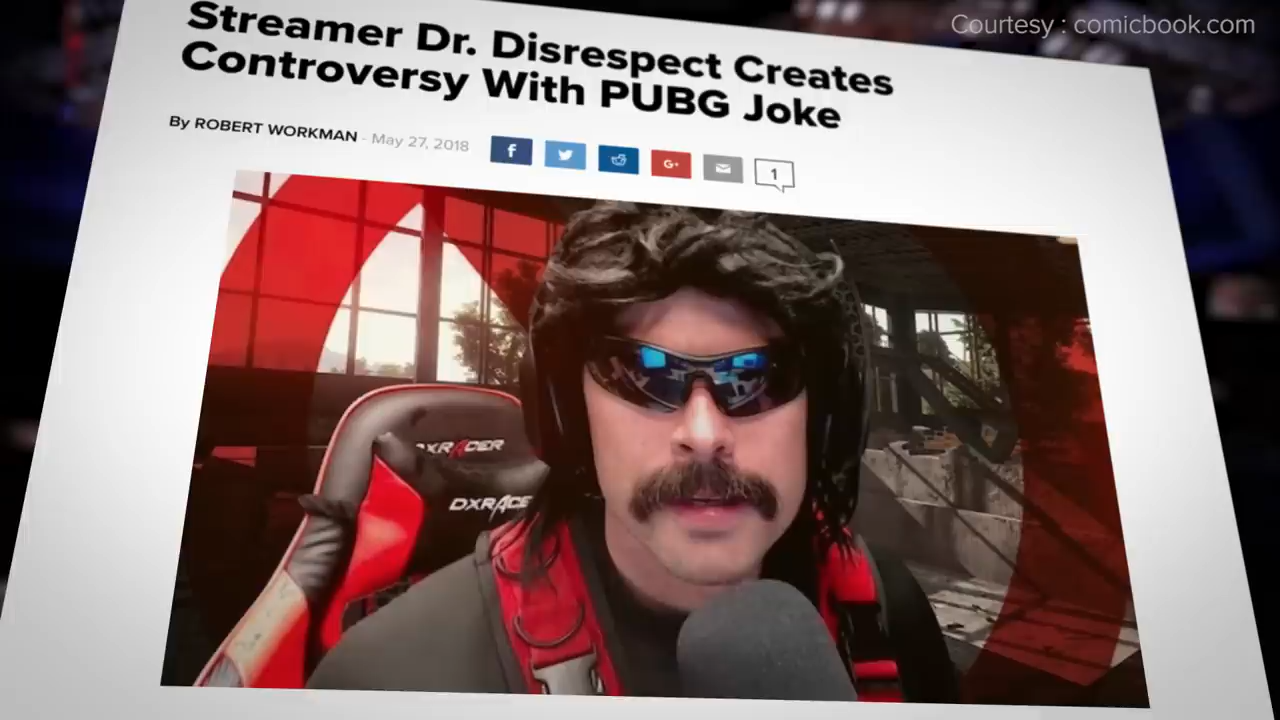 Courtesy : comicbook.com
Streamer Dr. Disrespect Creates
Controversy With PUBG Joke
By ROBERT WORKMAN - May 27, 2018
f
G+
1
DXRACER
DXRACE